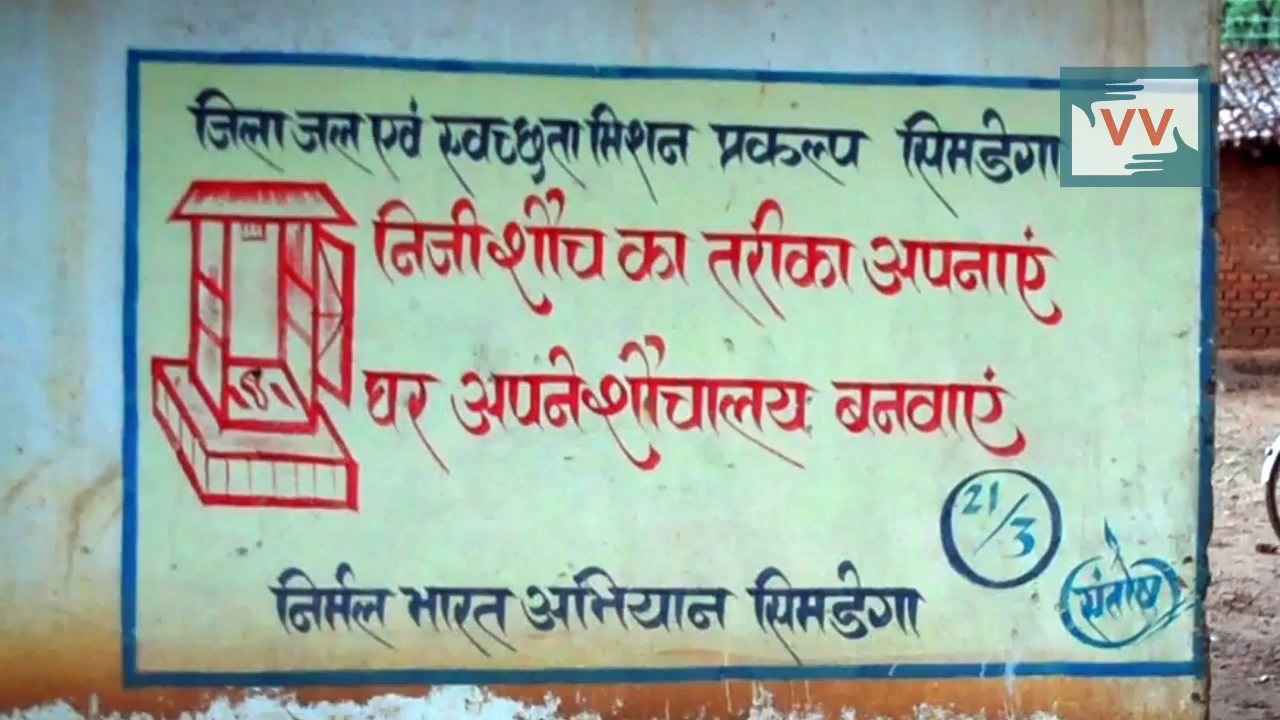 VV
जिला जल एवं स्वच्छता मिशन प्रकल्प सिमडेगा
निजी शौच का तरीका अपनाएं
घर अपने शौचालय बनवाएं
21/3
निर्मल भारत अभियान सिमडेगा
संतोष